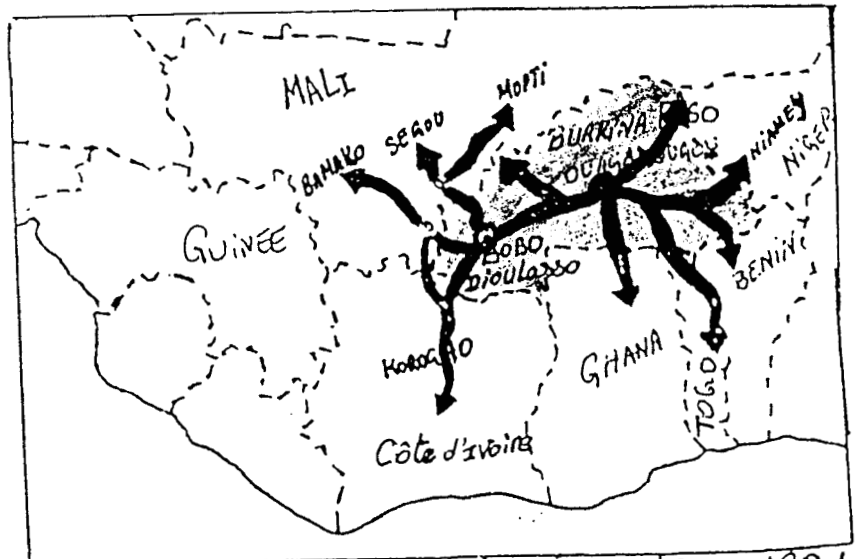 MALI
MOPTI
SEGOU
BAMAKO
BURKINA FASO
OUAGADOUGOU
NIAMEY
NIGER
GUINEE
BOBO
DIOULASSO
BENIN
KOROGHO
GHANA
TOGO
Côte d'Ivoire